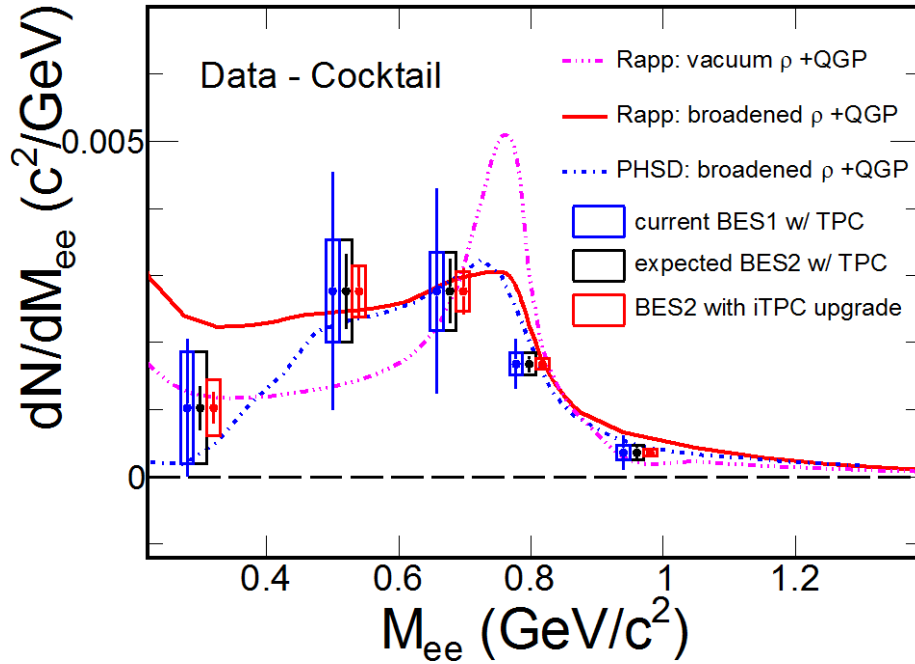 Data - Cocktail
Rapp: vacuum ρ +QGP
Rapp: broadened ρ +QGP
PHSD: broadened ρ +QGP
current BES1 w/ TPC
expected BES2 w/ TPC
BES2 with iTPC upgrade
dN/dM_ee (c²/GeV)
0.005
0
0.4 0.6 0.8 1 1.2
M_ee (GeV/c²)